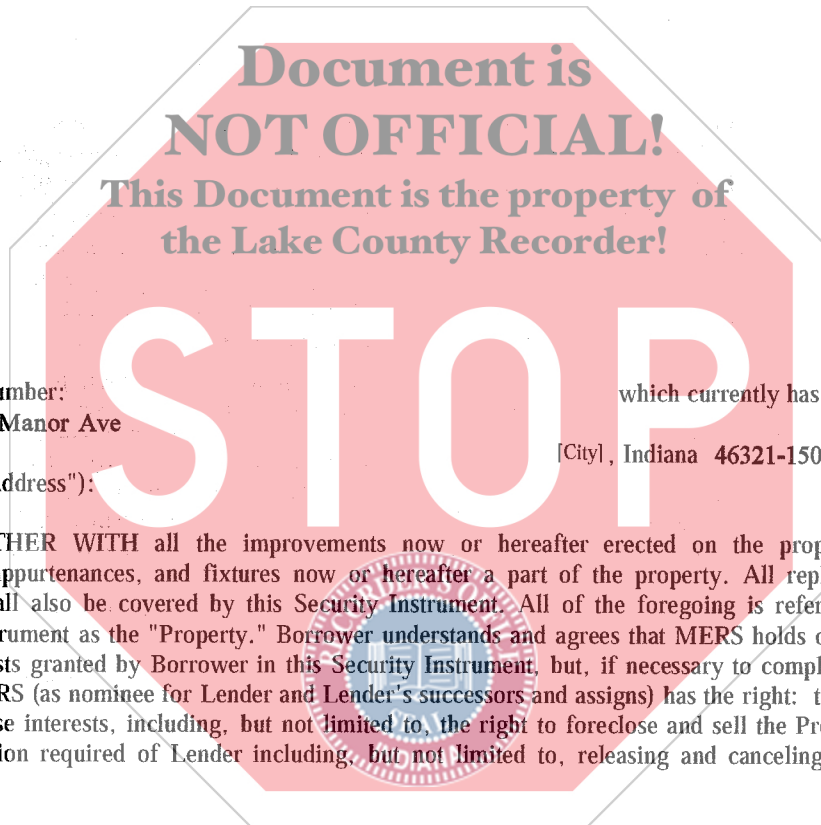 Document is
NOT OFFICIAL!
This Document is the property of
the Lake County Recorder!
STOP
umber: which currently has
Manor Ave
[City], Indiana 46321-150
ddress"):
THER WITH all the improvements now or hereafter erected on the prop
ppurtenances, and fixtures now or hereafter a part of the property. All repl
all also be covered by this Security Instrument. All of the foregoing is refer
rument as the "Property." Borrower understands and agrees that MERS holds o
sts granted by Borrower in this Security Instrument, but, if necessary to compl
RS (as nominee for Lender and Lender's successors and assigns) has the right: t
se interests, including, but not limited to, the right to foreclose and sell the Pro
ion required of Lender including, but not limited to, releasing and canceling
RECORDER'S OFFICE
SEAL
INDIANA